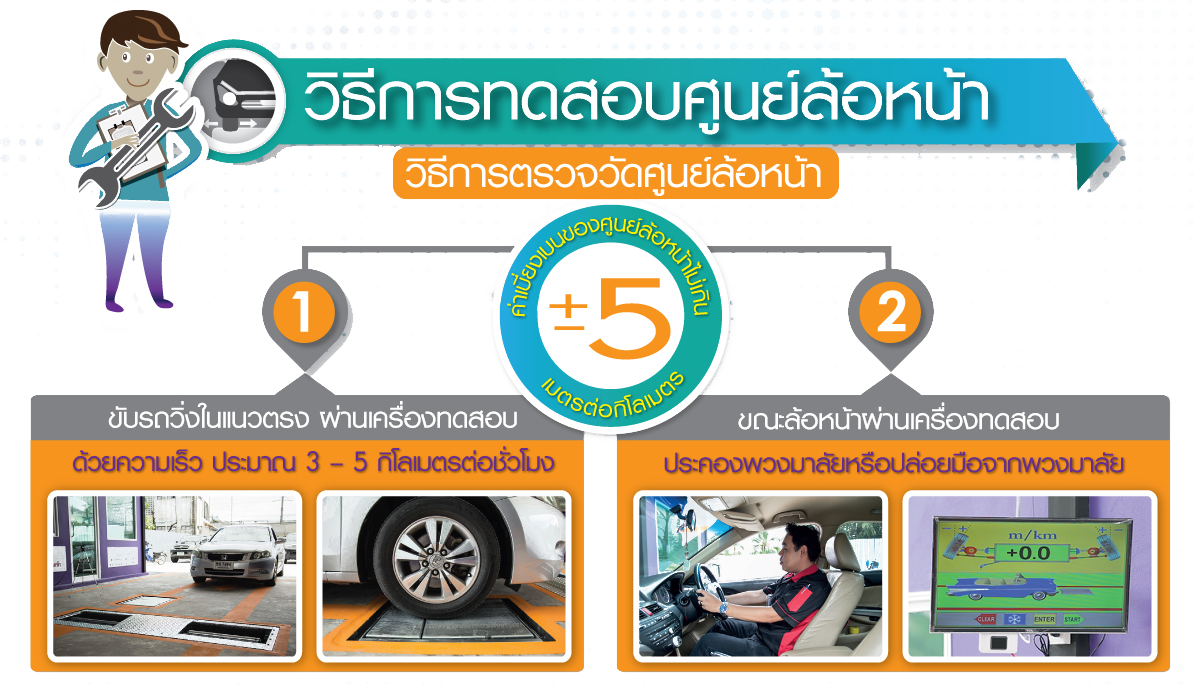 วิธีการทดสอบศูนย์ล้อหน้า
วิธีการตรวจวัดศูนย์ล้อหน้า
ค่าเบี่ยงเบนของศูนย์ล้อหน้าไม่เกิน
±5
เมตรต่อกิโลเมตร
1
ขับรถวิ่งในแนวตรง ผ่านเครื่องทดสอบ
ด้วยความเร็ว ประมาณ 3 – 5 กิโลเมตรต่อชั่วโมง
2
ขณะล้อหน้าผ่านเครื่องทดสอบ
ประคองพวงมาลัยหรือปล่อยมือจากพวงมาลัย
m/km
+0.0
CLEAR
ENTER
START